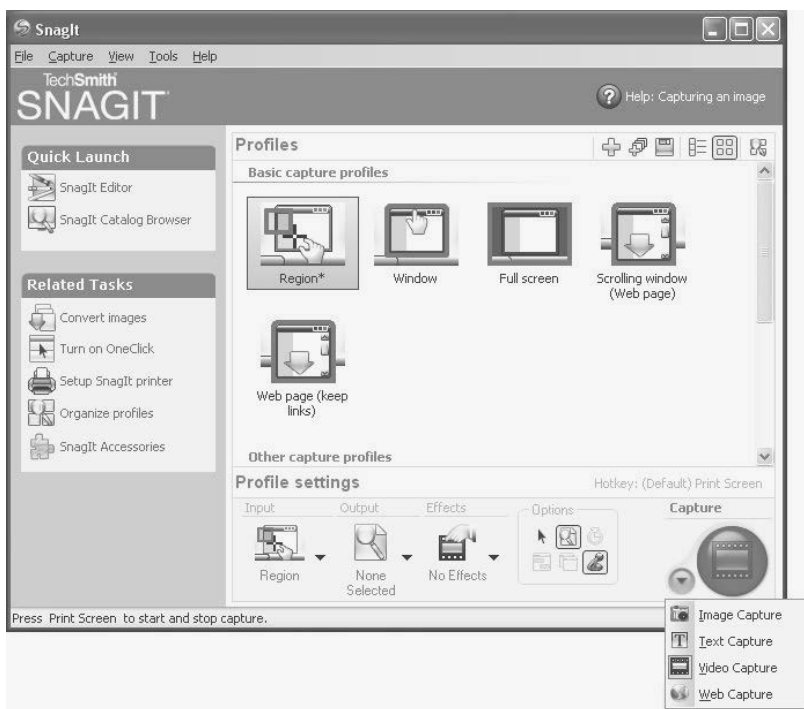 SnagIt
File Capture View Tools Help
TechSmith
SNAGIT
Help: Capturing an image
Quick Launch
SnagIt Editor
SnagIt Catalog Browser
Related Tasks
Convert images
Turn on OneClick
Setup SnagIt printer
Organize profiles
SnagIt Accessories
Profiles
Basic capture profiles
Region*
Window
Full screen
Scrolling window
(Web page)
Web page (keep
links)
Other capture profiles
Profile settings
Hotkey: (Default) Print Screen
Input
Output
Effects
Options
Capture
Region
None
Selected
No Effects
Press Print Screen to start and stop capture.
Image Capture
Text Capture
Video Capture
Web Capture